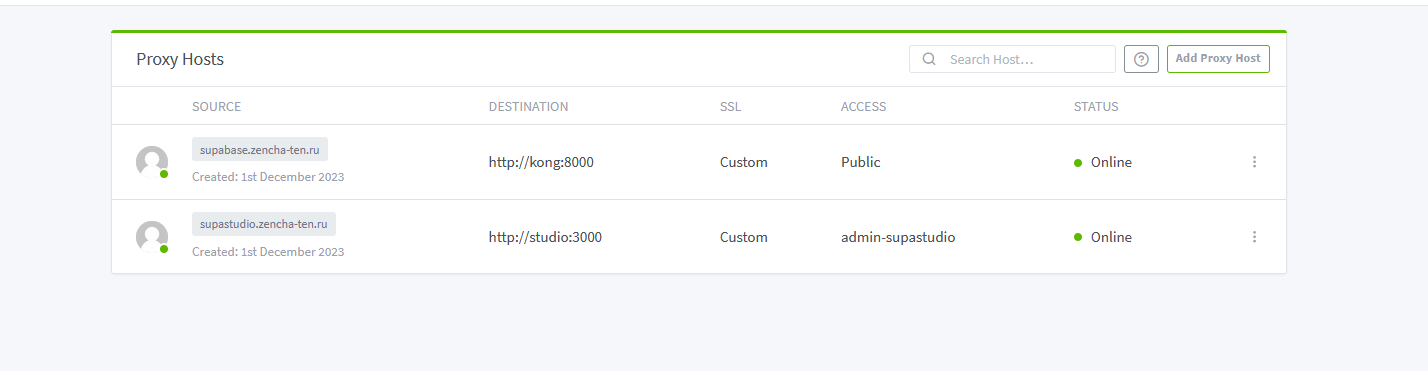 Proxy Hosts Search Host... Add Proxy Host
SOURCE DESTINATION SSL ACCESS STATUS
supabase.zencha-ten.ru
http://kong:8000 Custom Public Online
Created: 1st December 2023
supastudio.zencha-ten.ru
http://studio:3000 Custom admin-supastudio Online
Created: 1st December 2023